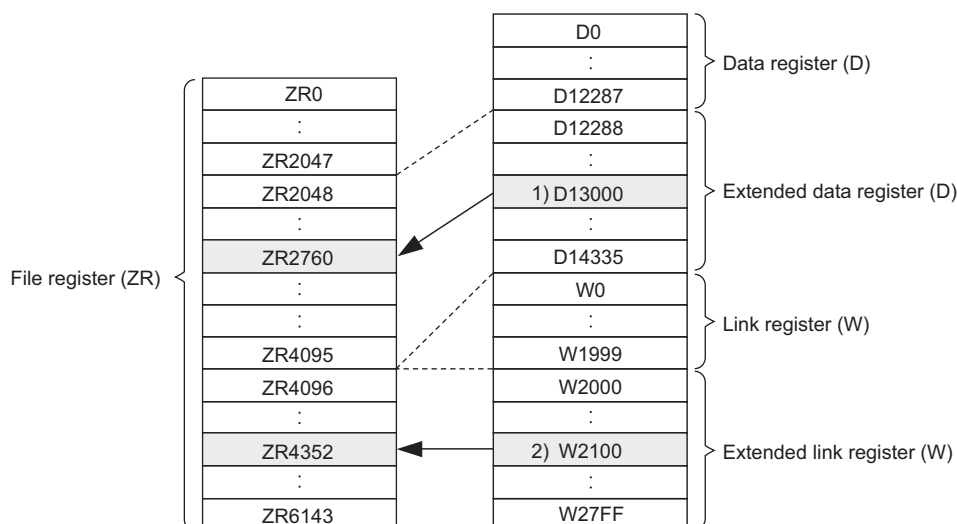 File register (ZR)
ZR0
:
ZR2047
ZR2048
:
ZR2760
:
:
ZR4095
ZR4096
:
ZR4352
:
ZR6143
D0
:
D12287
D12288
:
1) D13000
:
D14335
W0
:
W1999
W2000
:
2) W2100
:
W27FF
Data register (D)
Extended data register (D)
Link register (W)
Extended link register (W)